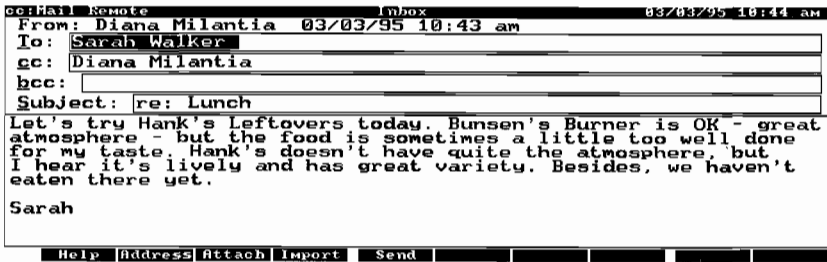 cc:Mail Remote Inbox 03/03/95 10:44 am
From: Diana Milantia 03/03/95 10:43 am
To: Sarah Walker
cc: Diana Milantia
bcc:
Subject: re: Lunch
Let's try Hank's Leftovers today. Bunsen's Burner is OK - great
atmosphere - but the food is sometimes a little too well done
for my taste. Hank's doesn't have quite the atmosphere, but
I hear it's lively and has great variety. Besides, we haven't
eaten there yet.
Sarah
Help Address Attach Import Send